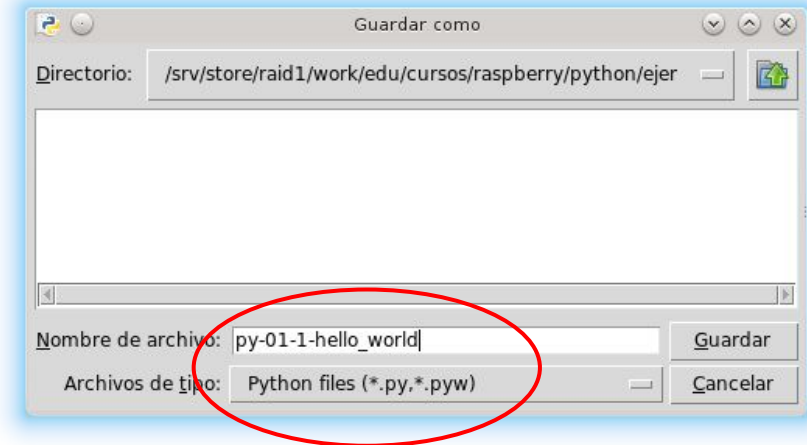 Guardar como
Directorio: /srv/store/raid1/work/edu/cursos/raspberry/python/ejer
Nombre de archivo: py-01-1-hello_world Guardar
Archivos de tipo: Python files (*.py,*.pyw) Cancelar